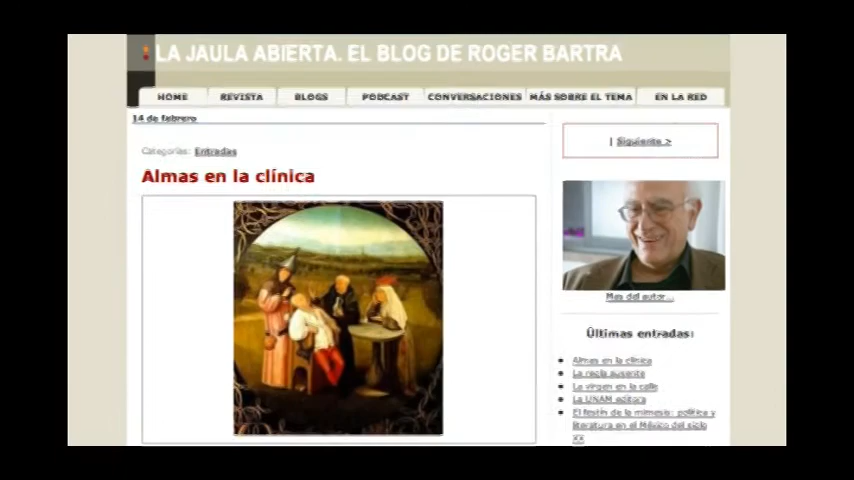 LA JAULA ABIERTA. EL BLOG DE ROGER BARTRA
HOME REVISTA BLOGS PODCAST CONVERSACIONES MÁS SOBRE EL TEMA EN LA RED
14 de febrero
Categorías: Entradas
Almas en la clínica
| Siguiente >
Mas del autor...
Últimas entradas:
Almas en la clínica
La regla ausente
La virgen en la calle
La UNAM editora
El festín de la mimesis: política y
literatura en el México del siglo
XX